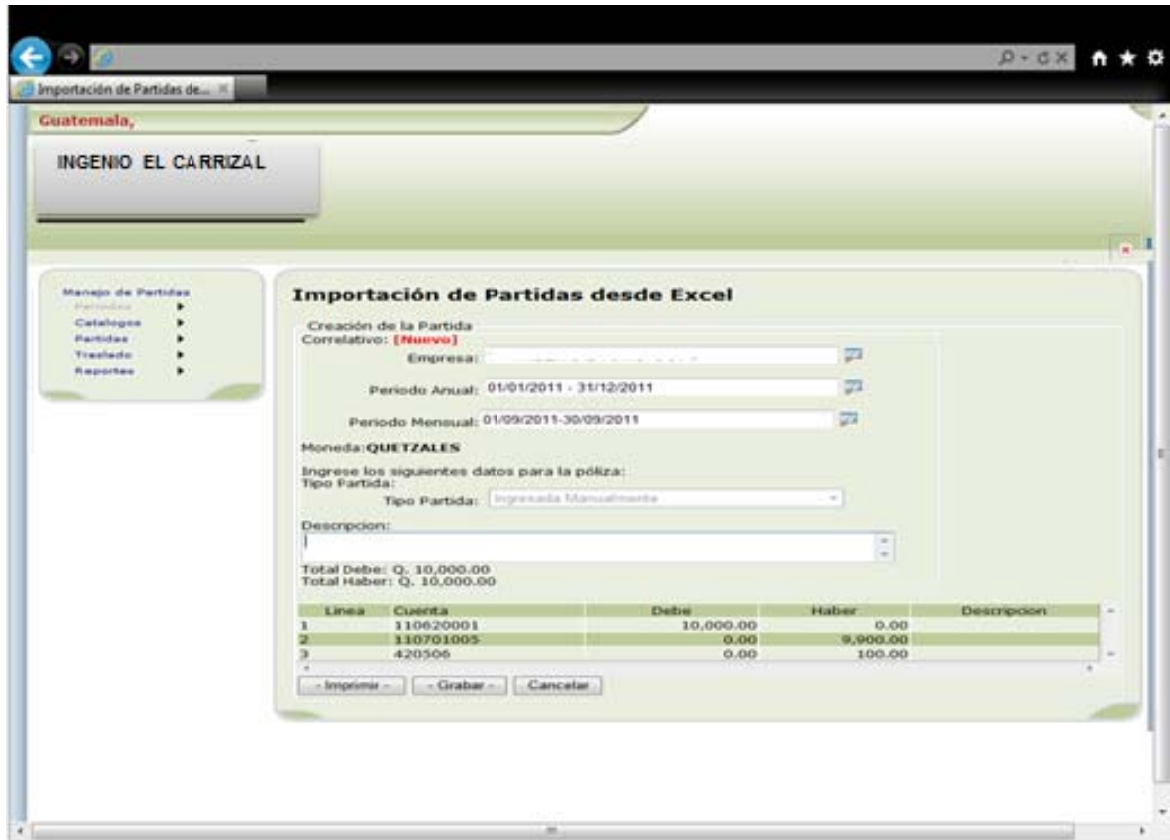 Importación de Partidas de...
Guatemala,
INGENIO EL CARRIZAL
Manejo de Partidas
Periodos
Catalogos
Partidas
Traslado
Reportes
Importación de Partidas desde Excel
Creación de la Partida
Correlativo: [Nuevo]
Empresa:
Periodo Anual: 01/01/2011 - 31/12/2011
Periodo Mensual: 01/09/2011-30/09/2011
Moneda:QUETZALES
Ingrese los siguientes datos para la póliza:
Tipo Partida:
Tipo Partida: Ingresada Manualmente
Descripcion:
Total Debe: Q. 10,000.00
Total Haber: Q. 10,000.00
Linea Cuenta Debe Haber Descripcion
1 110620001 10,000.00 0.00
2 110701005 0.00 9,900.00
3 420506 0.00 100.00
- Imprimir - - Grabar - Cancelar